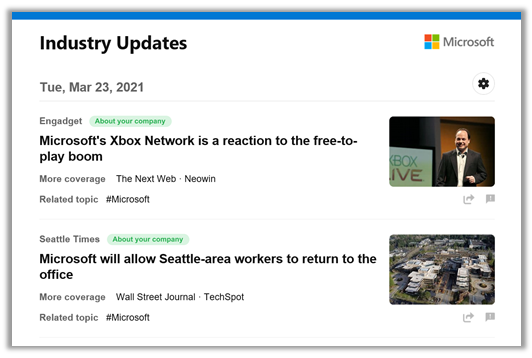 Industry Updates
Microsoft
Tue, Mar 23, 2021
Engadget About your company
Microsoft's Xbox Network is a reaction to the free-to-
play boom
More coverage The Next Web · Neowin
Related topic #Microsoft
XBOX
LIVE
Seattle Times About your company
Microsoft will allow Seattle-area workers to return to the
office
More coverage Wall Street Journal · TechSpot
Related topic #Microsoft